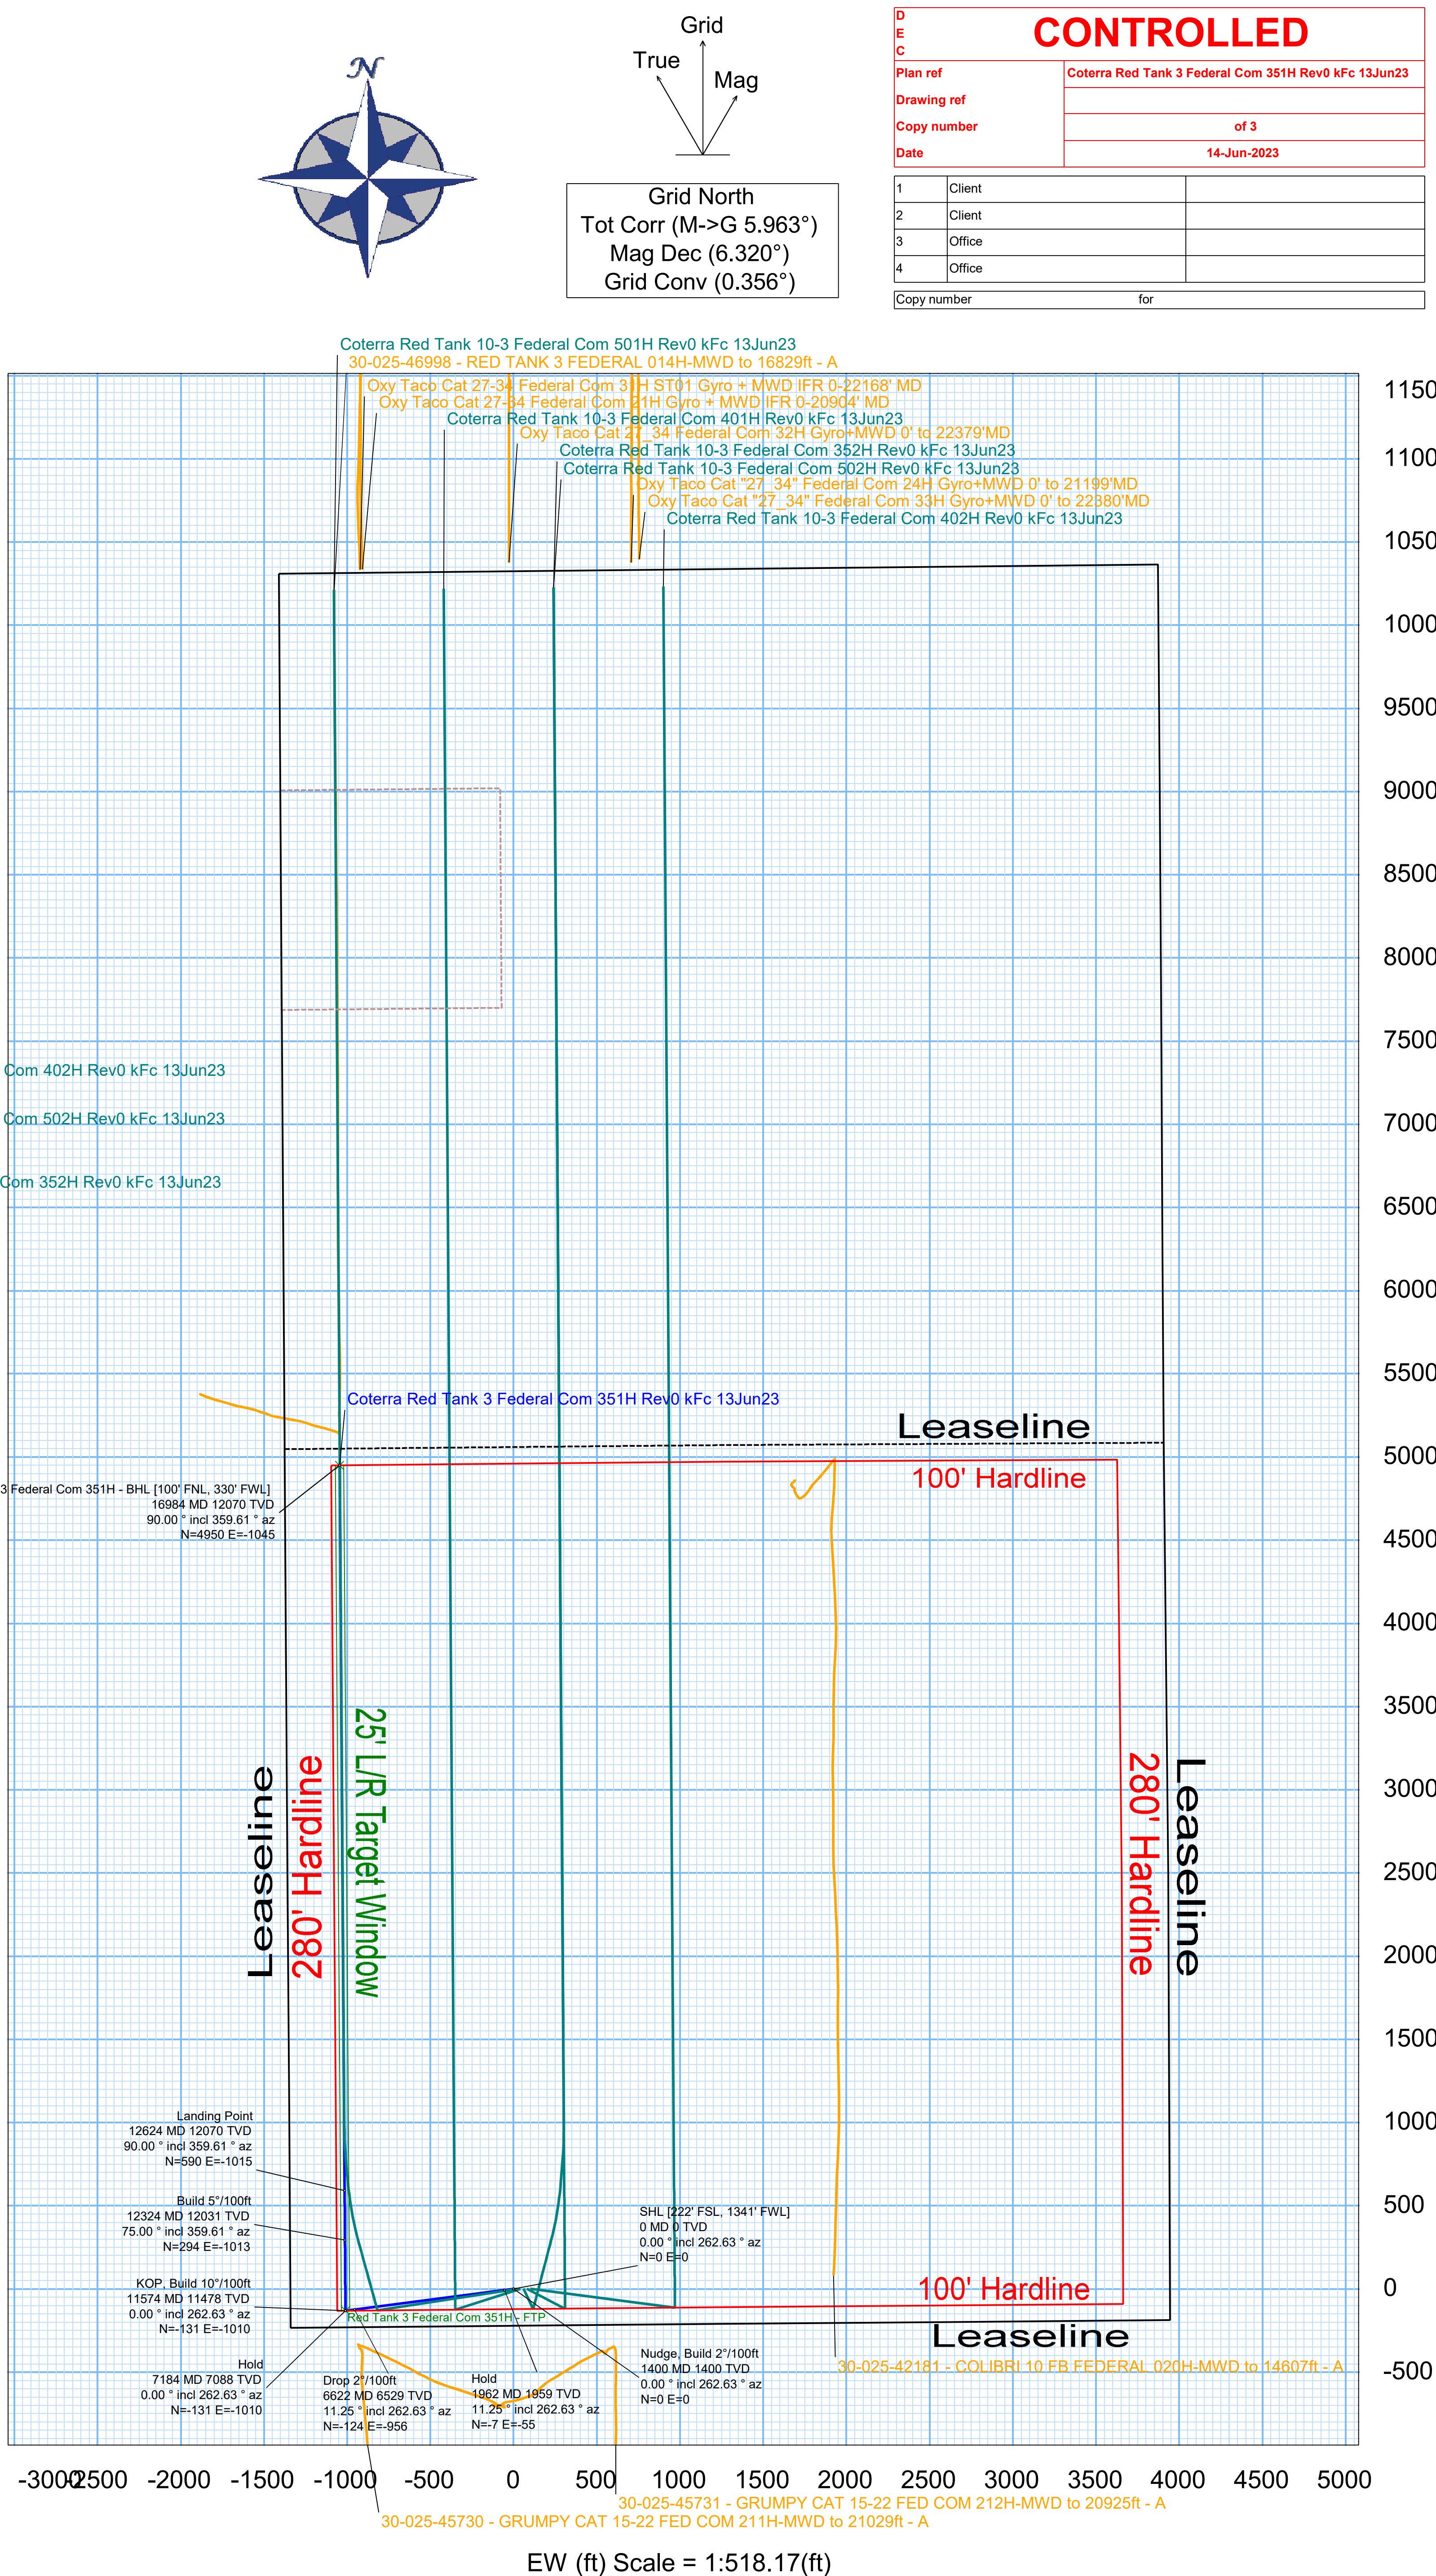 N
Grid
True
Mag
Grid North
Tot Corr (M->G 5.963°)
Mag Dec (6.320°)
Grid Conv (0.356°)
D
E
C
CONTROLLED
Plan ref
Coterra Red Tank 3 Federal Com 351H Rev0 kFc 13Jun23
Drawing ref
Copy number
of 3
Date
14-Jun-2023
1 Client
2 Client
3 Office
4 Office
Copy number for
Coterra Red Tank 10-3 Federal Com 501H Rev0 kFc 13Jun23
30-025-46998 - RED TANK 3 FEDERAL 014H-MWD to 16829ft - A
Oxy Taco Cat 27-34 Federal Com 31H ST01 Gyro + MWD IFR 0-22168' MD
Oxy Taco Cat 27-34 Federal Com 21H Gyro + MWD IFR 0-20904' MD
Coterra Red Tank 10-3 Federal Com 401H Rev0 kFc 13Jun23
Oxy Taco Cat 27_34 Federal Com 32H Gyro+MWD 0' to 22379'MD
Coterra Red Tank 10-3 Federal Com 352H Rev0 kFc 13Jun23
Coterra Red Tank 10-3 Federal Com 502H Rev0 kFc 13Jun23
Oxy Taco Cat "27_34" Federal Com 24H Gyro+MWD 0' to 21199'MD
Oxy Taco Cat "27_34" Federal Com 33H Gyro+MWD 0' to 22380'MD
Coterra Red Tank 10-3 Federal Com 402H Rev0 kFc 13Jun23
1150
1100
1050
1000
9500
9000
8500
8000
7500
Com 402H Rev0 kFc 13Jun23
Com 502H Rev0 kFc 13Jun23
7000
Com 352H Rev0 kFc 13Jun23
6500
6000
5500
Coterra Red Tank 3 Federal Com 351H Rev0 kFc 13Jun23
Leaseline
5000
100' Hardline
3 Federal Com 351H - BHL [100' FNL, 330' FWL]
16984 MD 12070 TVD
90.00 ° incl 359.61 ° az
N=4950 E=-1045
4500
4000
3500
Leaseline
280' Hardline
25' L/R Target Window
280' Hardline
Leaseline
3000
2500
2000
1500
1000
Landing Point
12624 MD 12070 TVD
90.00 ° incl 359.61 ° az
N=590 E=-1015
500
Build 5°/100ft
12324 MD 12031 TVD
75.00 ° incl 359.61 ° az
N=294 E=-1013
SHL [222' FSL, 1341' FWL]
0 MD 0 TVD
0.00 ° incl 262.63 ° az
N=0 E=0
KOP, Build 10°/100ft
11574 MD 11478 TVD
0.00 ° incl 262.63 ° az
N=-131 E=-1010
0
100' Hardline
Red Tank 3 Federal Com 351H - FTP
Leaseline
Hold
7184 MD 7088 TVD
0.00 ° incl 262.63 ° az
N=-131 E=-1010
Drop 2°/100ft
6622 MD 6529 TVD
11.25 ° incl 262.63 ° az
N=-124 E=-956
Hold
1962 MD 1959 TVD
11.25 ° incl 262.63 ° az
N=-7 E=-55
Nudge, Build 2°/100ft
1400 MD 1400 TVD
0.00 ° incl 262.63 ° az
N=0 E=0
30-025-42181 - COLIBRI 10 FB FEDERAL 020H-MWD to 14607ft - A
-500
-3000 -2500 -2000 -1500 -1000 -500 0 500 1000 1500 2000 2500 3000 3500 4000 4500 5000
30-025-45731 - GRUMPY CAT 15-22 FED COM 212H-MWD to 20925ft - A
30-025-45730 - GRUMPY CAT 15-22 FED COM 211H-MWD to 21029ft - A
EW (ft) Scale = 1:518.17(ft)